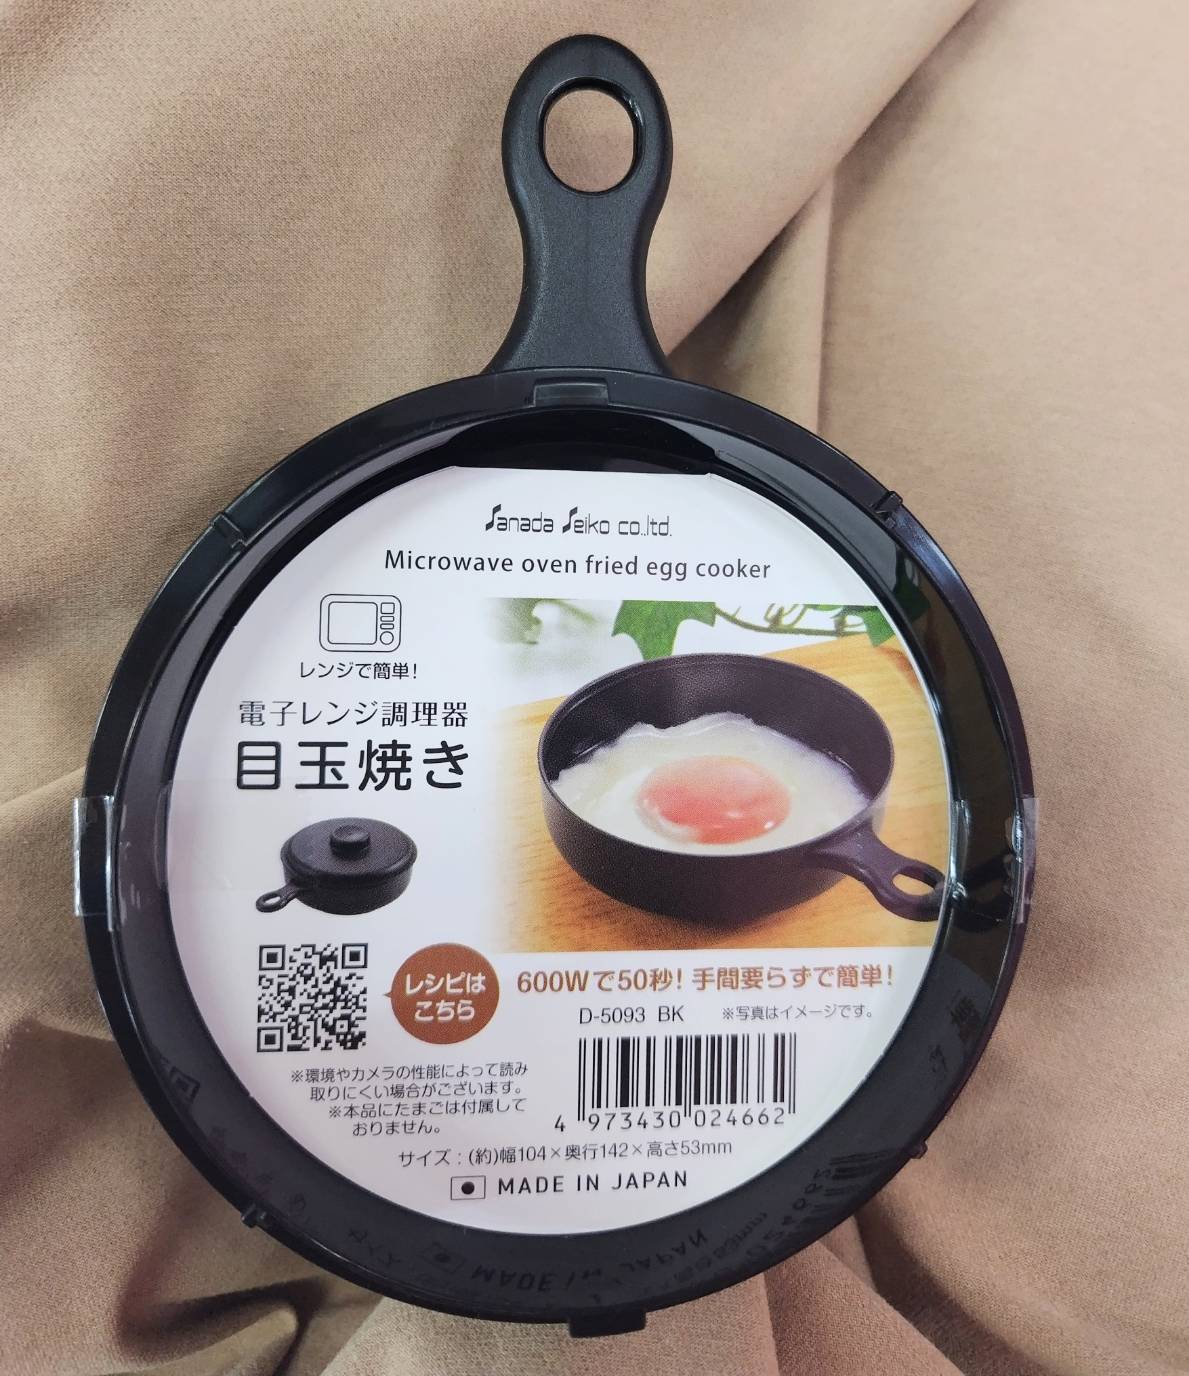 Sanada Seiko co.,ltd.
Microwave oven fried egg cooker
レンジで簡単!
電子レンジ調理器
目玉焼き
レシピは
こちら
600Wで50秒! 手間要らずで簡単!
D-5093 BK ※写真はイメージです。
※環境やカメラの性能によって読み
取りにくい場合がございます。
※本品にたまごは付属して
おりません。
4 973430 024662
サイズ:(約)幅104×奥行142×高さ53mm
MADE IN JAPAN